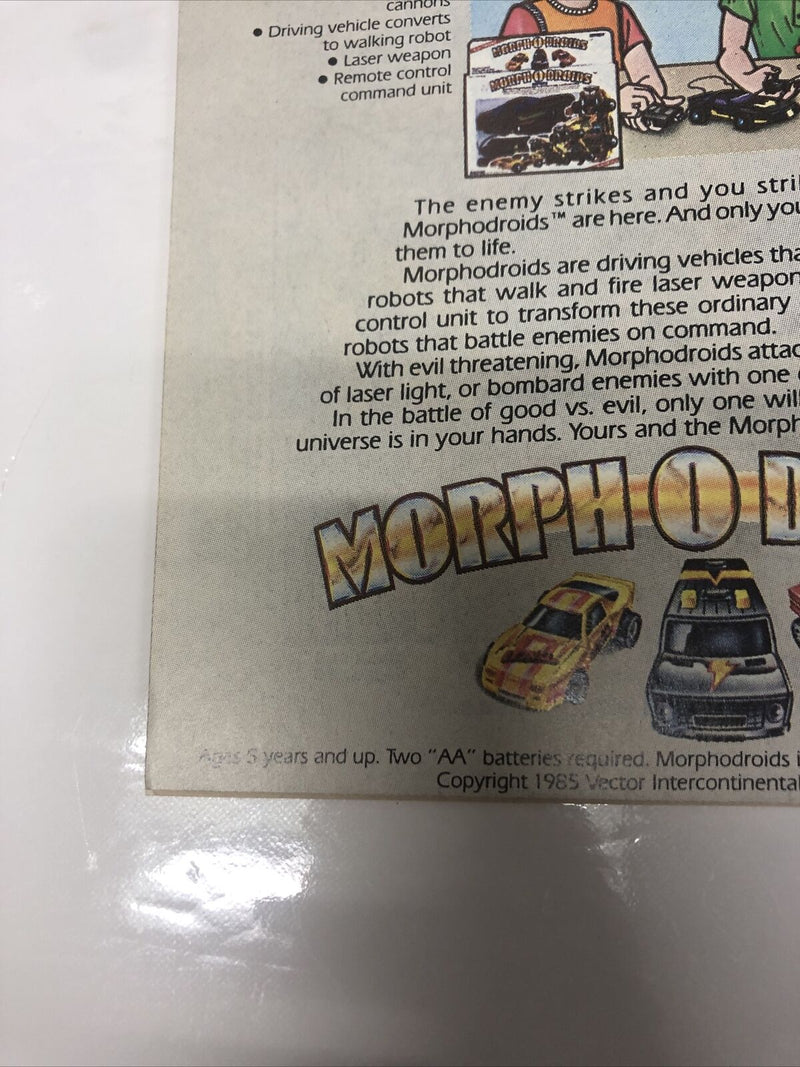 cannons
• Driving vehicle converts
to walking robot
• Laser weapon
• Remote control
command unit
MORPH·O·DROIDS
MORPH·O·DROIDS
The enemy strikes and you stri
Morphodroids™ are here. And only you
them to life.
Morphodroids are driving vehicles tha
robots that walk and fire laser weapon
control unit to transform these ordinary
robots that battle enemies on command.
With evil threatening, Morphodroids attac
of laser light, or bombard enemies with one
In the battle of good vs. evil, only one will
universe is in your hands. Yours and the Morph
MORPH O D
Ages 5 years and up. Two "AA" batteries required. Morphodroids i
Copyright 1985 Vector Intercontinental